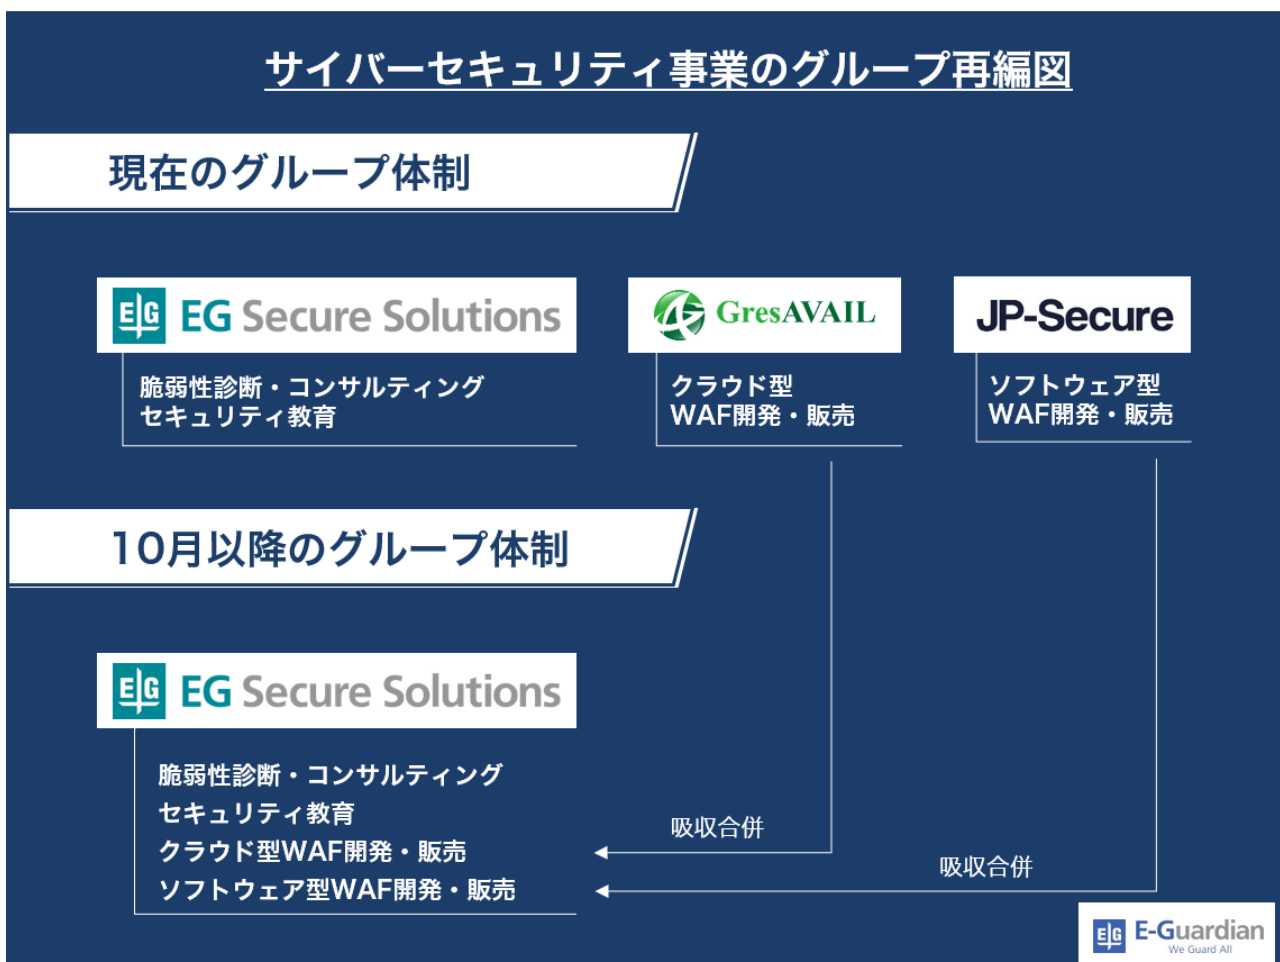 サイバーセキュリティ事業のグループ再編図
現在のグループ体制
EG EG Secure Solutions
GresAVAIL
JP-Secure
脆弱性診断・コンサルティング
セキュリティ教育
クラウド型
WAF開発・販売
ソフトウェア型
WAF開発・販売
10月以降のグループ体制
EG EG Secure Solutions
脆弱性診断・コンサルティング
セキュリティ教育
クラウド型WAF開発・販売
ソフトウェア型WAF開発・販売
吸収合併
吸収合併
EG E-Guardian
We Guard All